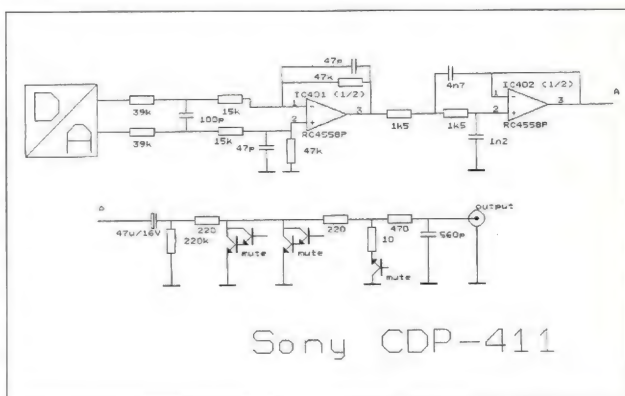 47p
47k
IC401 (1/2)
4n7
IC402 (1/2)
A
D
A
39k
15k
100p
39k
15k
1
2
3
RC4558P
47p
47k
1k5
1k5
1
2
3
RC4558P
1n2
A
47u/16V
220k
220
mute
mute
220
10
mute
470
560p
output
Sony CDP-411